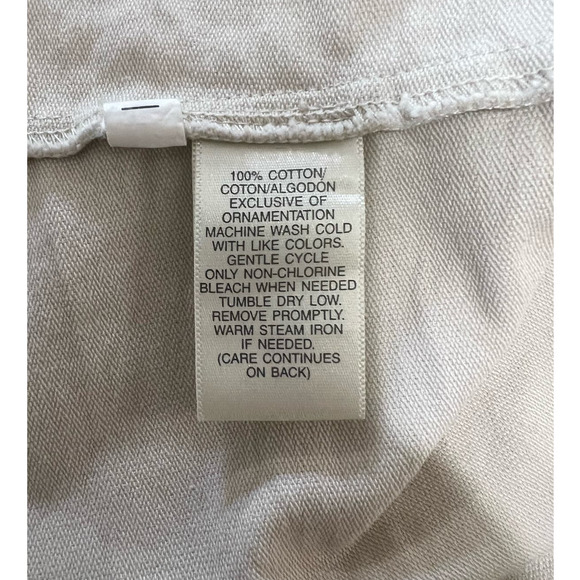 100% COTTON/
COTON/ALGODON
EXCLUSIVE OF
ORNAMENTATION
MACHINE WASH COLD
WITH LIKE COLORS.
GENTLE CYCLE
ONLY NON-CHLORINE
BLEACH WHEN NEEDED
TUMBLE DRY LOW.
REMOVE PROMPTLY.
WARM STEAM IRON
IF NEEDED.
(CARE CONTINUES
ON BACK)